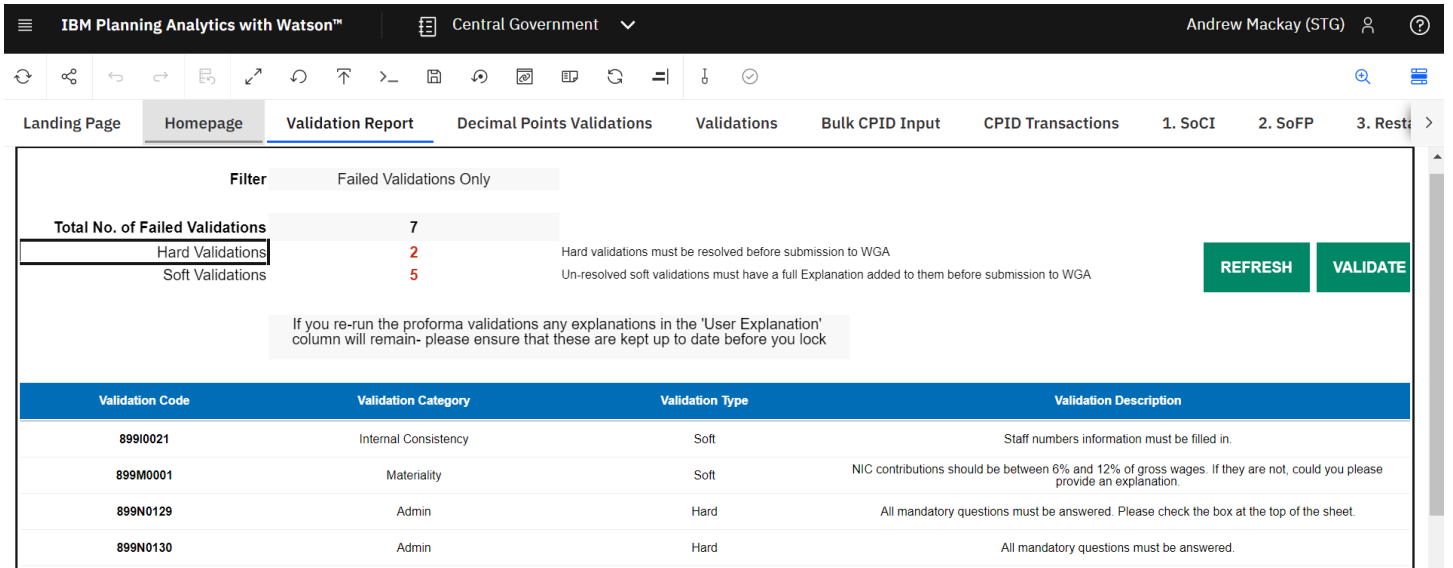 IBM Planning Analytics with Watson™ Central Government Andrew Mackay (STG)
Landing Page Homepage Validation Report Decimal Points Validations Validations Bulk CPID Input CPID Transactions 1. SoCI 2. SoFP 3. Resta
Filter Failed Validations Only
Total No. of Failed Validations 7
Hard Validations 2 Hard validations must be resolved before submission to WGA
Soft Validations 5 Un-resolved soft validations must have a full Explanation added to them before submission to WGA
REFRESH VALIDATE
If you re-run the proforma validations any explanations in the 'User Explanation'
column will remain- please ensure that these are kept up to date before you lock
Validation Code Validation Category Validation Type Validation Description
899I0021 Internal Consistency Soft Staff numbers information must be filled in.
899M0001 Materiality Soft NIC contributions should be between 6% and 12% of gross wages. If they are not, could you please
provide an explanation.
899N0129 Admin Hard All mandatory questions must be answered. Please check the box at the top of the sheet.
899N0130 Admin Hard All mandatory questions must be answered.